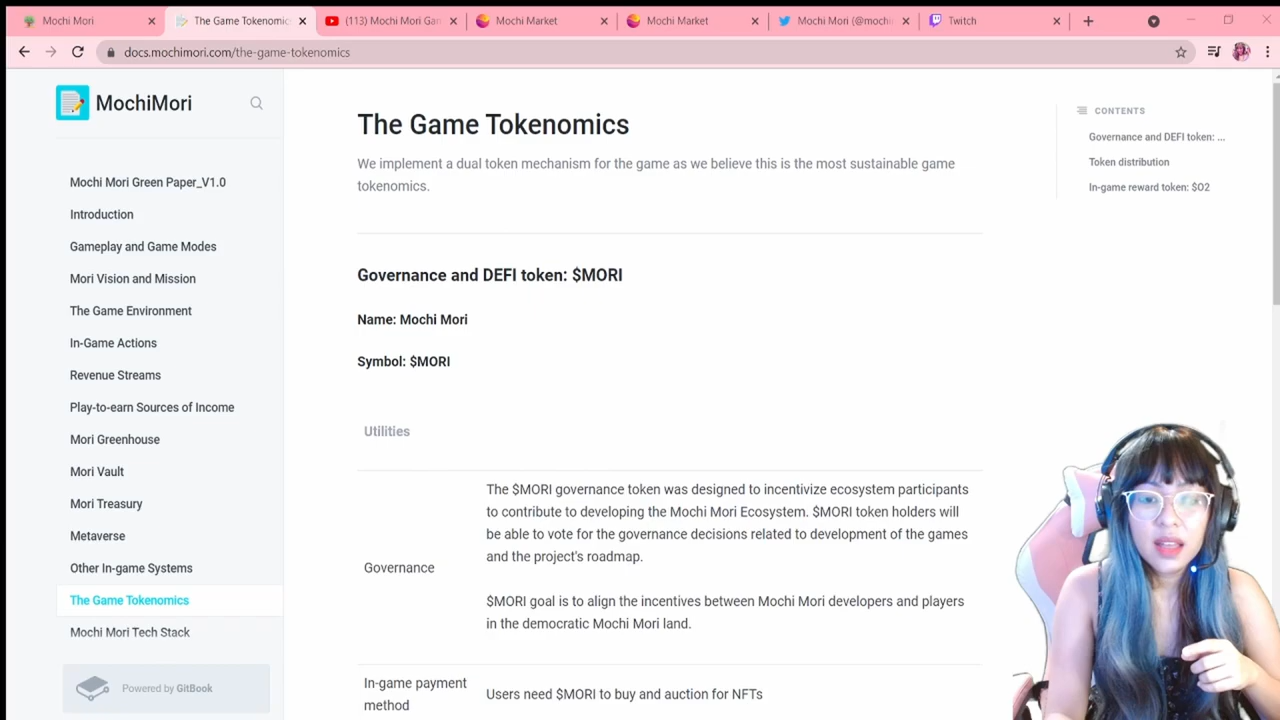 Mochi Mori
The Game Tokenomic
(113) Mochi Mori Gan
Mochi Market
Mochi Market
Mochi Mori (@mochi
Twitch
docs.mochimori.com/the-game-tokenomics
MochiMori
Mochi Mori Green Paper_V1.0
Introduction
Gameplay and Game Modes
Mori Vision and Mission
The Game Environment
In-Game Actions
Revenue Streams
Play-to-earn Sources of Income
Mori Greenhouse
Mori Vault
Mori Treasury
Metaverse
Other In-game Systems
The Game Tokenomics
Mochi Mori Tech Stack
Powered by GitBook
The Game Tokenomics
We implement a dual token mechanism for the game as we believe this is the most sustainable game
tokenomics.
Governance and DEFI token: $MORI
Name: Mochi Mori
Symbol: $MORI
Utilities
Governance
The $MORI governance token was designed to incentivize ecosystem participants
to contribute to developing the Mochi Mori Ecosystem. $MORI token holders will
be able to vote for the governance decisions related to development of the games
and the project's roadmap.
$MORI goal is to align the incentives between Mochi Mori developers and players
in the democratic Mochi Mori land.
In-game payment
method
Users need $MORI to buy and auction for NFTs
CONTENTS
Governance and DEFI token: ...
Token distribution
In-game reward token: $O2